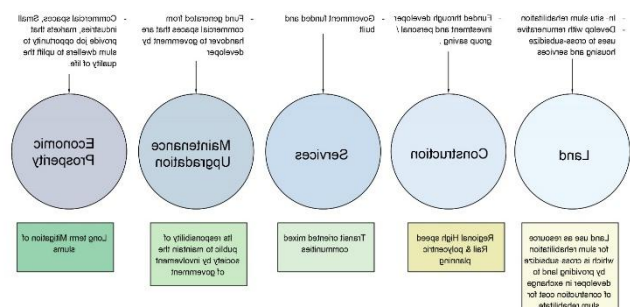 - In- situ slum rehabilitation
- Develop with remunerative
uses to cross-subsidise
housing and services
- Funded through developer
investment and personal /
group saving .
- Government funded and
built
- Fund generated from
commercial spaces that are
handover to government by
developer
- Commercial spaces, Small
industries, markets that
provide job opportunity to
slum dwellers to uplift the
quality of life
Land
Construction
Services
Maintenance
Upgradation
Economic
Prosperity
Land use as resource
for slum rehabilitation
which is cross subsidize
by providing land to
developer in exchange
of construction cost for
slum rehabilitate
Regional High speed
Rail & polycentric
planning
Transit oriented mixed
communities
Its responsibility of
public to maintain the
society by involvement
of government
Long term Mitigation of
slums